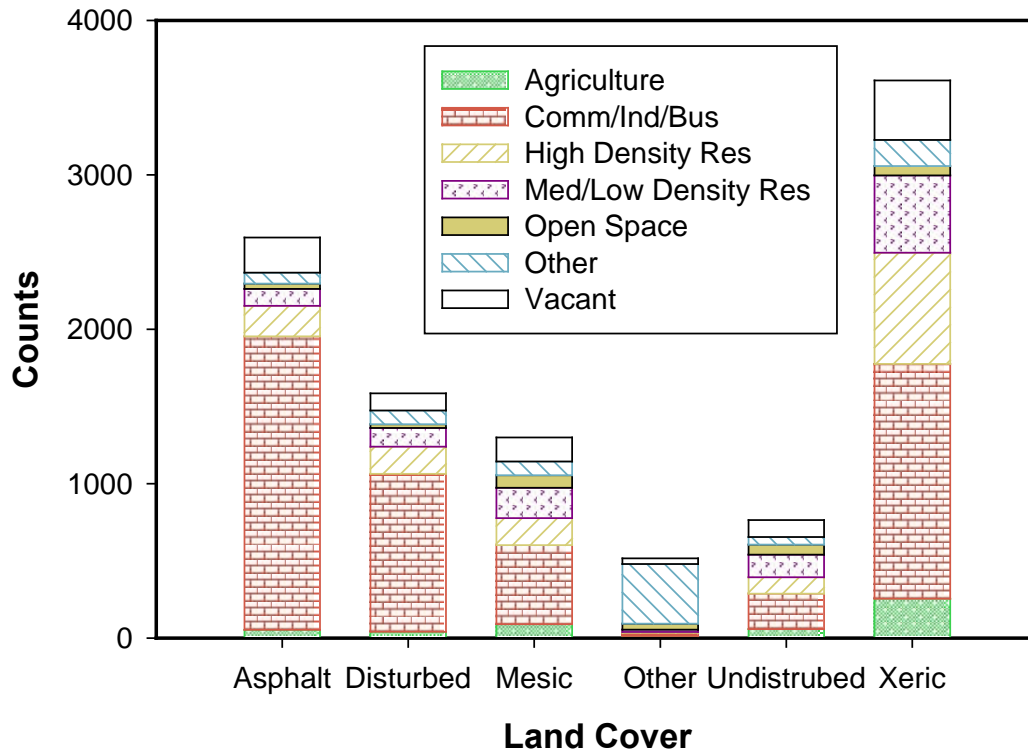 4000
3000
2000
1000
0
Counts
Agriculture
Comm/Ind/Bus
High Density Res
Med/Low Density Res
Open Space
Other
Vacant
Asphalt Disturbed Mesic Other Undistrubed Xeric
Land Cover